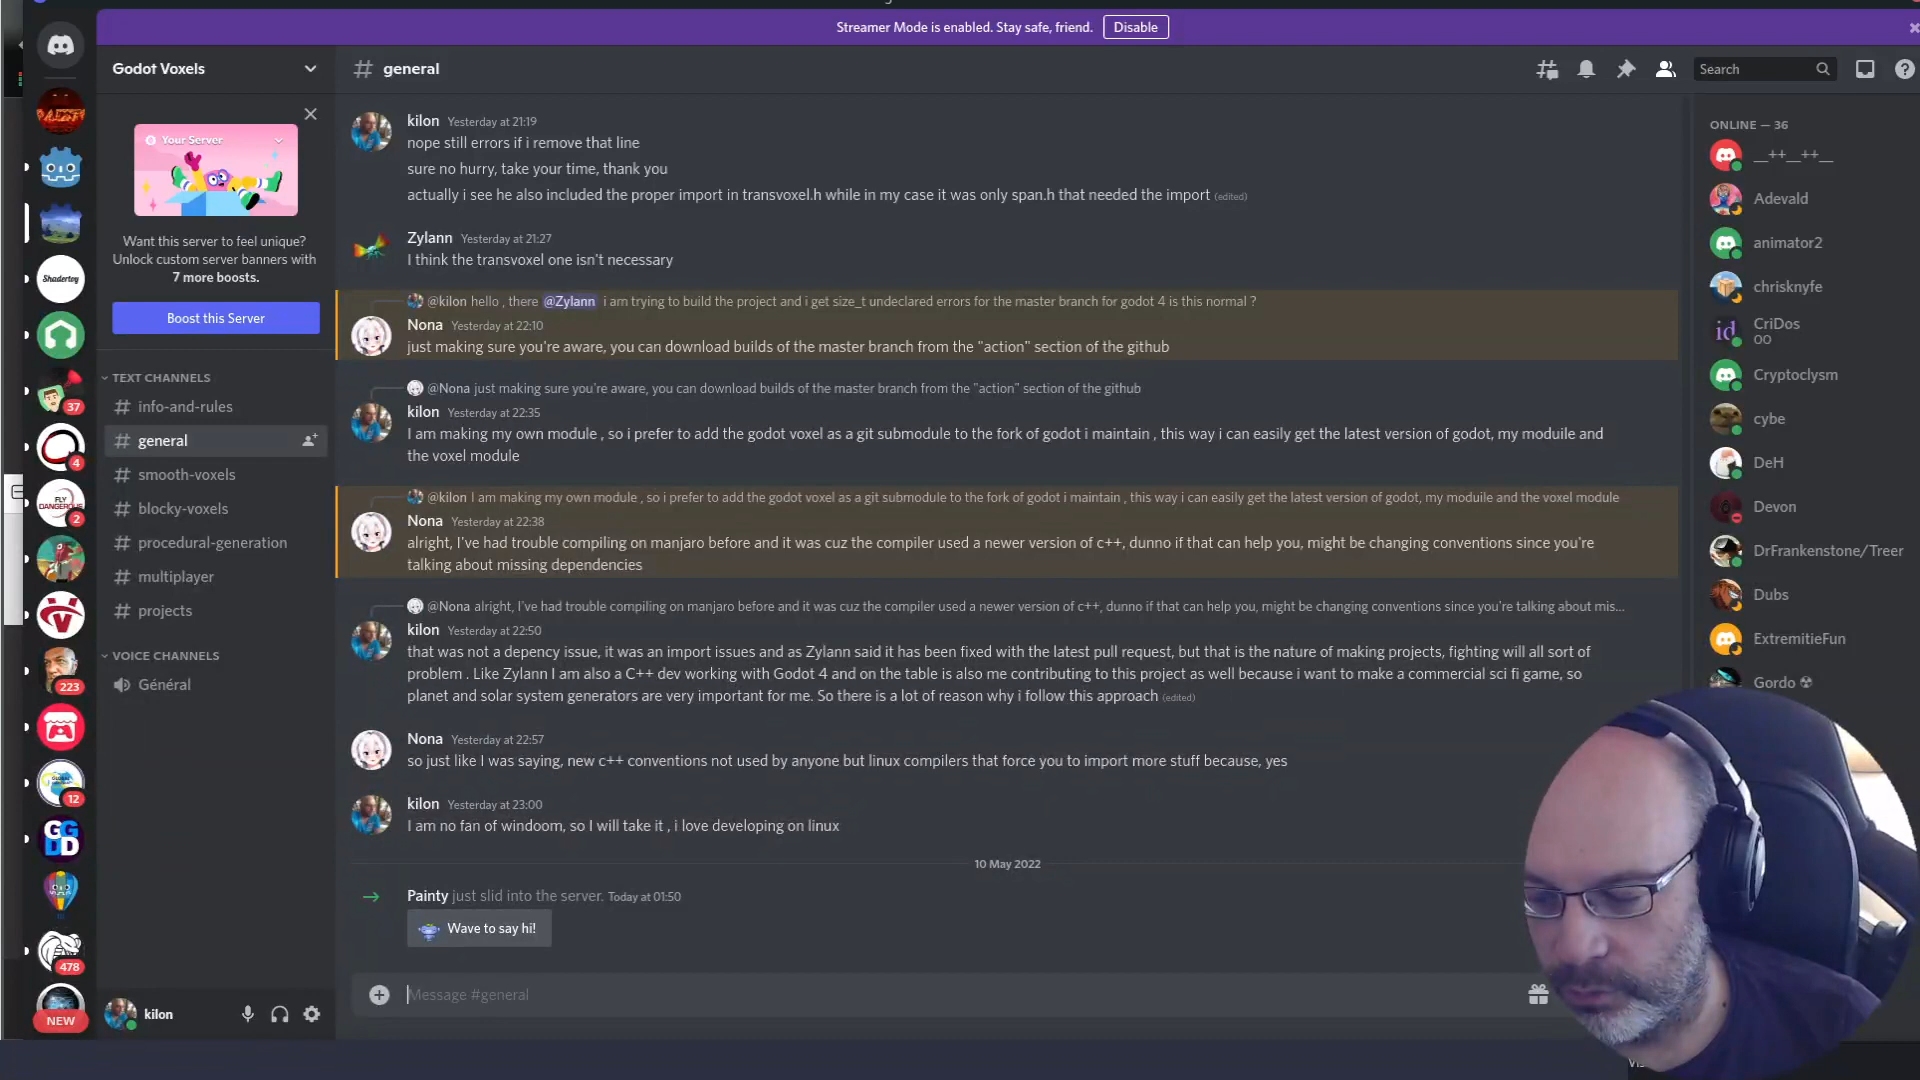 Streamer Mode is enabled. Stay safe, friend. Disable
Godot Voxels
general
Search
Your Server
Want this server to feel unique?
Unlock custom server banners with
7 more boosts.
Boost this Server
TEXT CHANNELS
info-and-rules
general
smooth-voxels
blocky-voxels
procedural-generation
multiplayer
projects
VOICE CHANNELS
Général
kilon
Shadertoy
37
4
FLY
DANGEROUS
2
223
12
GG
DD
478
NEW
kilon Yesterday at 21:19
nope still errors if i remove that line
sure no hurry, take your time, thank you
actually i see he also included the proper import in transvoxel.h while in my case it was only span.h that needed the import (edited)
Zylann Yesterday at 21:27
I think the transvoxel one isn't necessary
@kilon hello , there @Zylann i am trying to build the project and i get size_t undeclared errors for the master branch for godot 4 is this normal ?
Nona Yesterday at 22:10
just making sure you're aware, you can download builds of the master branch from the "action" section of the github
@Nona just making sure you're aware, you can download builds of the master branch from the "action" section of the github
kilon Yesterday at 22:35
I am making my own module , so i prefer to add the godot voxel as a git submodule to the fork of godot i maintain , this way i can easily get the latest version of godot, my moduile and
the voxel module
@kilon I am making my own module , so i prefer to add the godot voxel as a git submodule to the fork of godot i maintain , this way i can easily get the latest version of godot, my moduile and the voxel module
Nona Yesterday at 22:38
alright, I've had trouble compiling on manjaro before and it was cuz the compiler used a newer version of c++, dunno if that can help you, might be changing conventions since you're
talking about missing dependencies
@Nona alright, I've had trouble compiling on manjaro before and it was cuz the compiler used a newer version of c++, dunno if that can help you, might be changing conventions since you're talking about mis...
kilon Yesterday at 22:50
that was not a depency issue, it was an import issues and as Zylann said it has been fixed with the latest pull request, but that is the nature of making projects, fighting will all sort of
problem . Like Zylann I am also a C++ dev working with Godot 4 and on the table is also me contributing to this project as well because i want to make a commercial sci fi game, so
planet and solar system generators are very important for me. So there is a lot of reason why i follow this approach (edited)
Nona Yesterday at 22:57
so just like I was saying, new c++ conventions not used by anyone but linux compilers that force you to import more stuff because, yes
kilon Yesterday at 23:00
I am no fan of windoom, so I will take it , i love developing on linux
10 May 2022
Painty just slid into the server. Today at 01:50
Wave to say hi!
Message #general
ONLINE — 36
__++__++__
Adevald
animator2
chrisknyfe
id
CriDos
oo
Cryptoclysm
cybe
DeH
Devon
DrFrankenstone/Treer
Dubs
ExtremitieFun
Gordo ☢